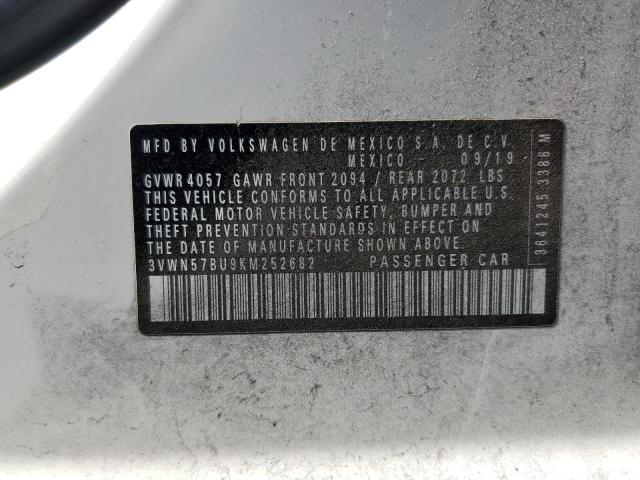 MFD BY VOLKSWAGEN DE MEXICO S.A. DE C.V.
MEXICO 09/19
GVWR 4057 GAWR FRONT 2094 / REAR 2072 LBS
THIS VEHICLE CONFORMS TO ALL APPLICABLE U.S.
FEDERAL MOTOR VEHICLE SAFETY, BUMPER AND
THEFT PREVENTION STANDARDS IN EFFECT ON
THE DATE OF MANUFACTURE SHOWN ABOVE.
3VWN57BU9KM252682 PASSENGER CAR
3641245.3386 M